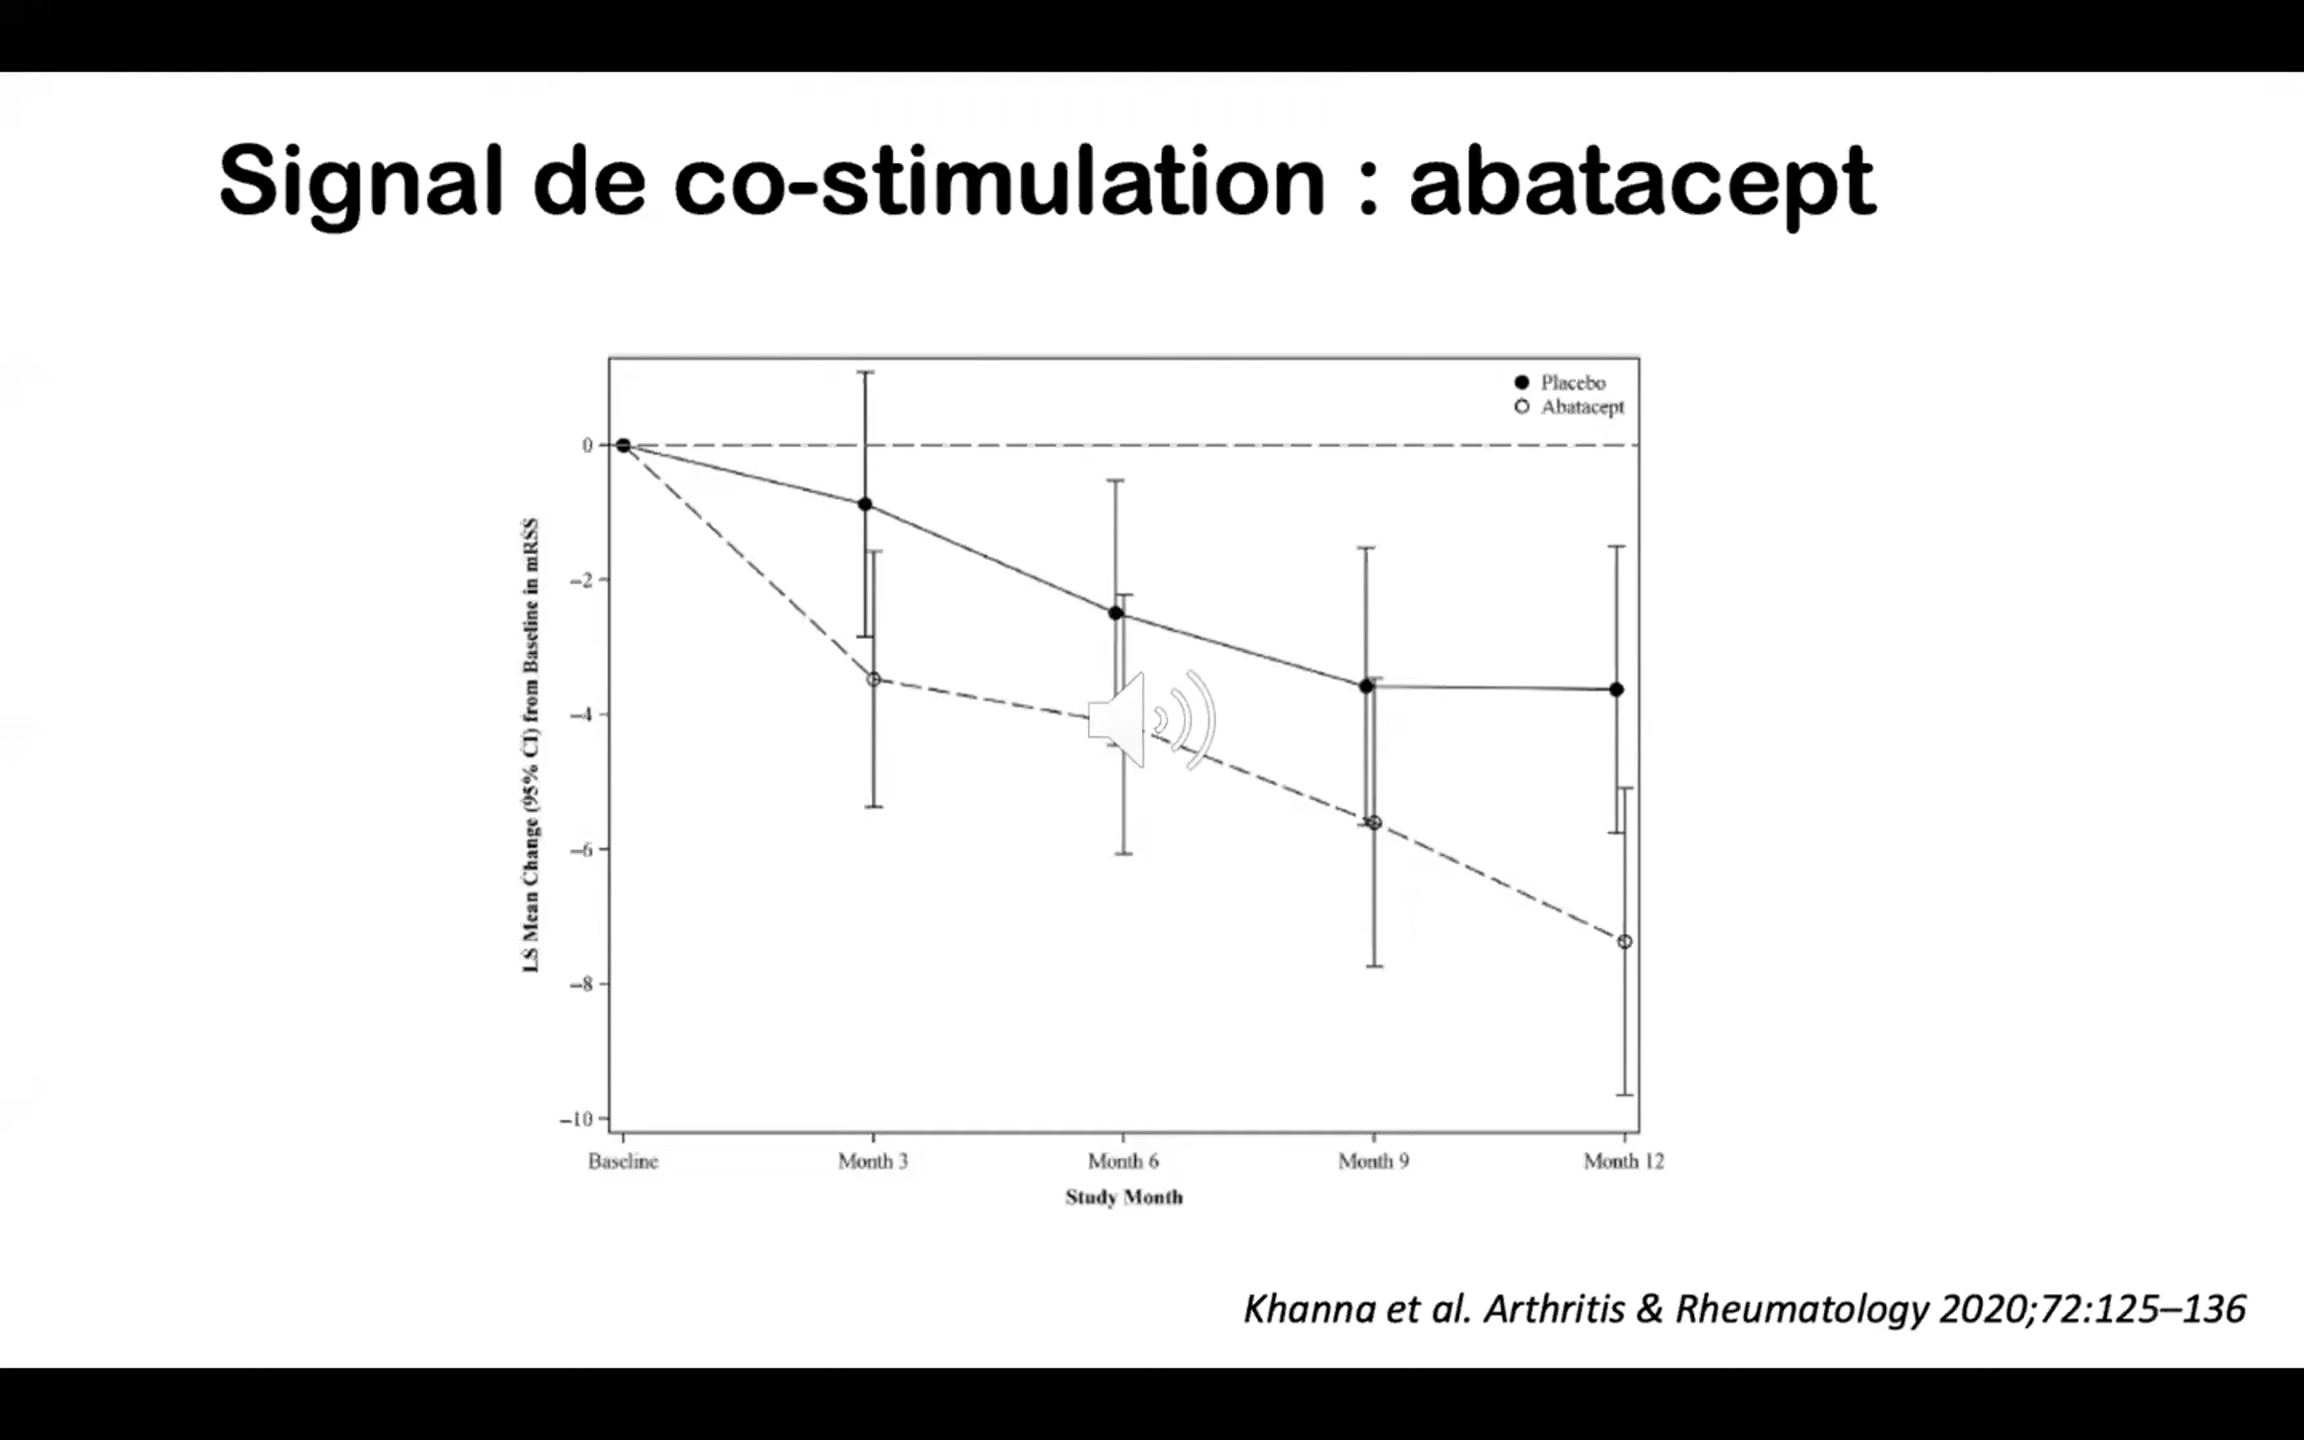 Signal de co-stimulation : abatacept
Placebo
Abatacept
0
−2
−4
−6
−8
−10
LS Mean Change (95% CI) from Baseline in mRSS
Baseline
Month 3
Month 6
Month 9
Month 12
Study Month
Khanna et al. Arthritis & Rheumatology 2020;72:125–136